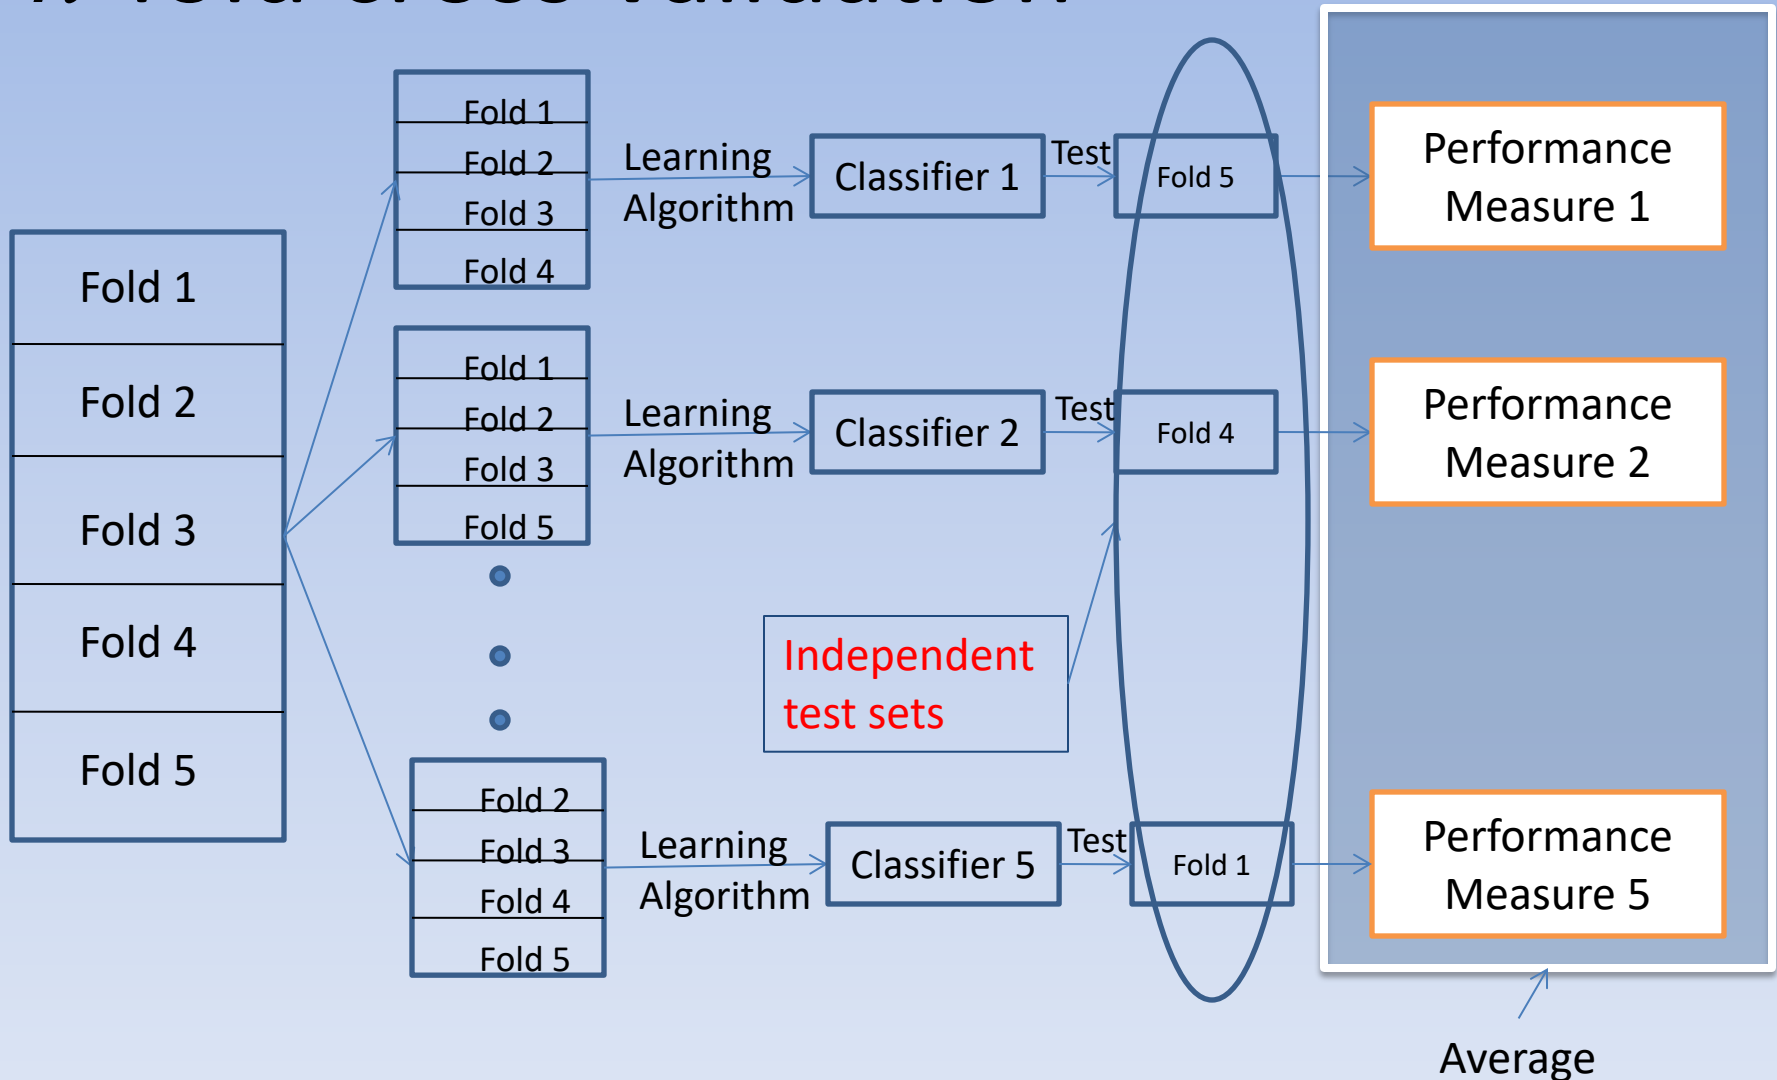 fold cross validation
Fold 1
Fold 2
Fold 3
Fold 4
Fold 5
Fold 1
Fold 2
Fold 3
Fold 4
Learning
Algorithm
Classifier 1
Test
Fold 5
Performance
Measure 1
Fold 1
Fold 2
Fold 3
Fold 5
Learning
Algorithm
Classifier 2
Test
Fold 4
Performance
Measure 2
Independent
test sets
Fold 2
Fold 3
Fold 4
Fold 5
Learning
Algorithm
Classifier 5
Test
Fold 1
Performance
Measure 5
Average